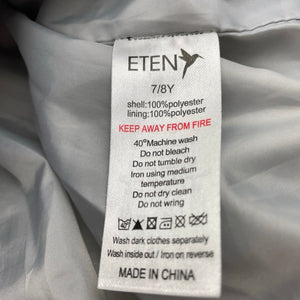 ETEN
7/8Y
shell:100%polyester
lining:100%polyester
KEEP AWAY FROM FIRE
40°Machine wash
Do not bleach
Do not tumble dry
Iron using medium
temperature
Do not dry clean
Do not wring
Wash dark clothes separately
Wash inside out / Iron on reverse
MADE IN CHINA